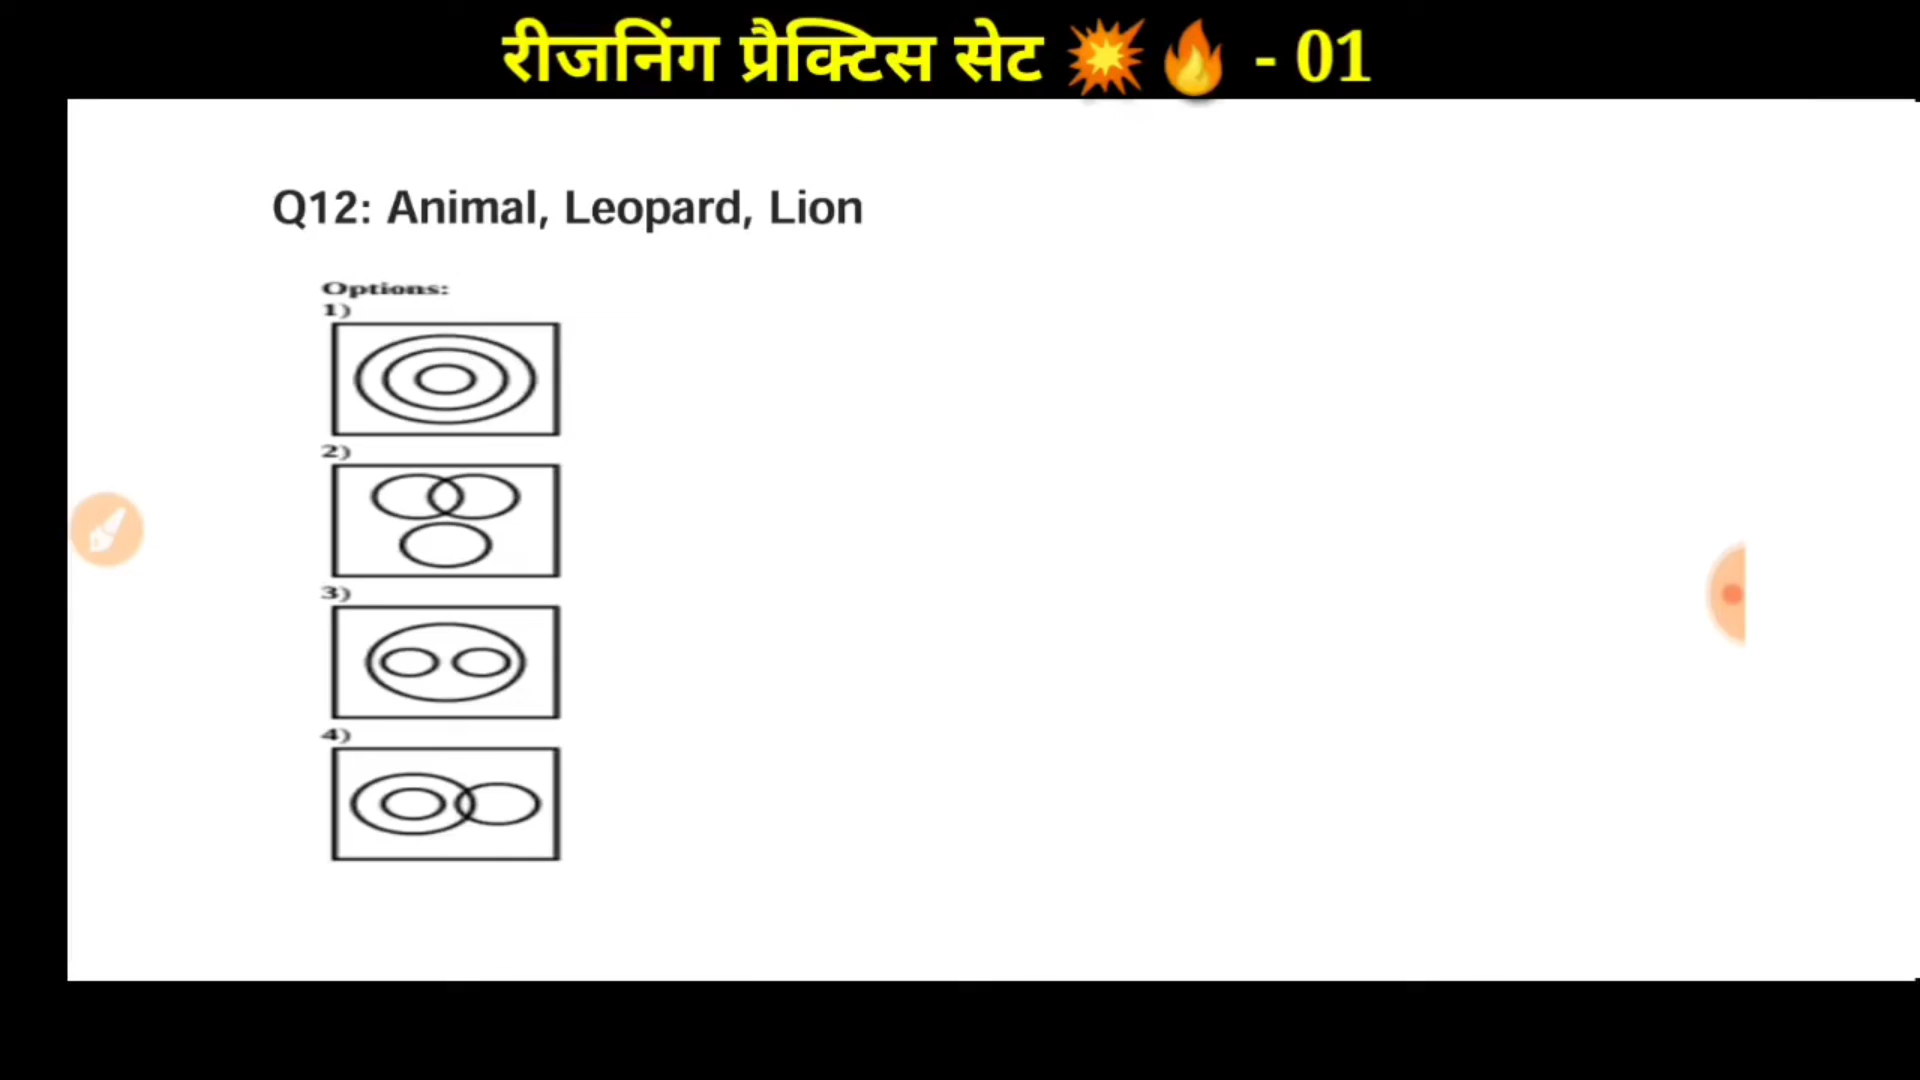 रीजनिंग प्रैक्टिस सेट 💥🔥 - 01
Q12: Animal, Leopard, Lion
Options:
1)
2)
3)
4)